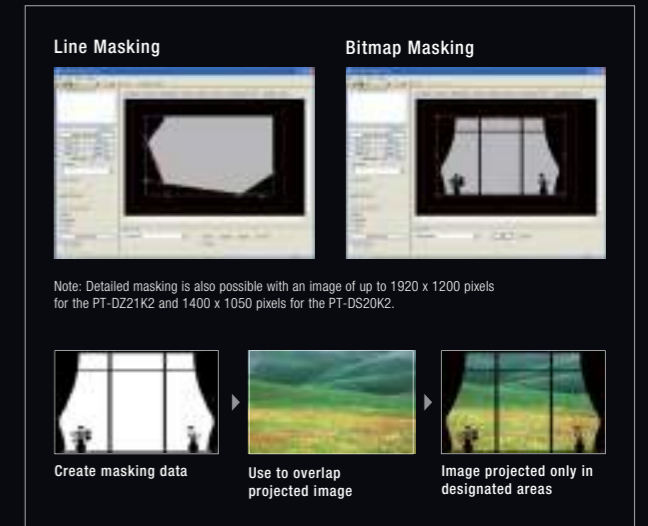 Line Masking
Bitmap Masking
Note: Detailed masking is also possible with an image of up to 1920 x 1200 pixels
for the PT-DZ21K2 and 1400 x 1050 pixels for the PT-DS20K2.
Create masking data
Use to overlap
projected image
Image projected only in
designated areas